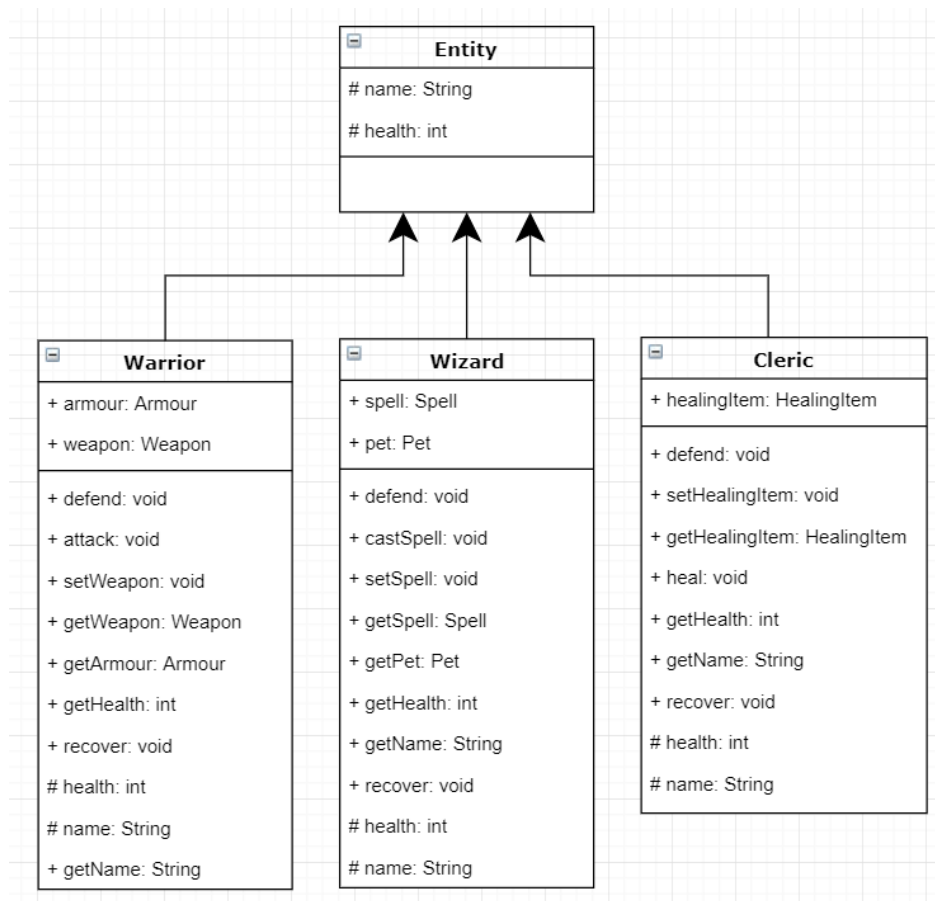 Entity
# name: String
# health: int
Warrior
+ armour: Armour
+ weapon: Weapon
+ defend: void
+ attack: void
+ setWeapon: void
+ getWeapon: Weapon
+ getArmour: Armour
+ getHealth: int
+ recover: void
# health: int
# name: String
+ getName: String
Wizard
+ spell: Spell
+ pet: Pet
+ defend: void
+ castSpell: void
+ setSpell: void
+ getSpell: Spell
+ getPet: Pet
+ getHealth: int
+ getName: String
+ recover: void
# health: int
# name: String
Cleric
+ healingItem: HealingItem
+ defend: void
+ setHealingItem: void
+ getHealingItem: HealingItem
+ heal: void
+ getHealth: int
+ getName: String
+ recover: void
# health: int
# name: String